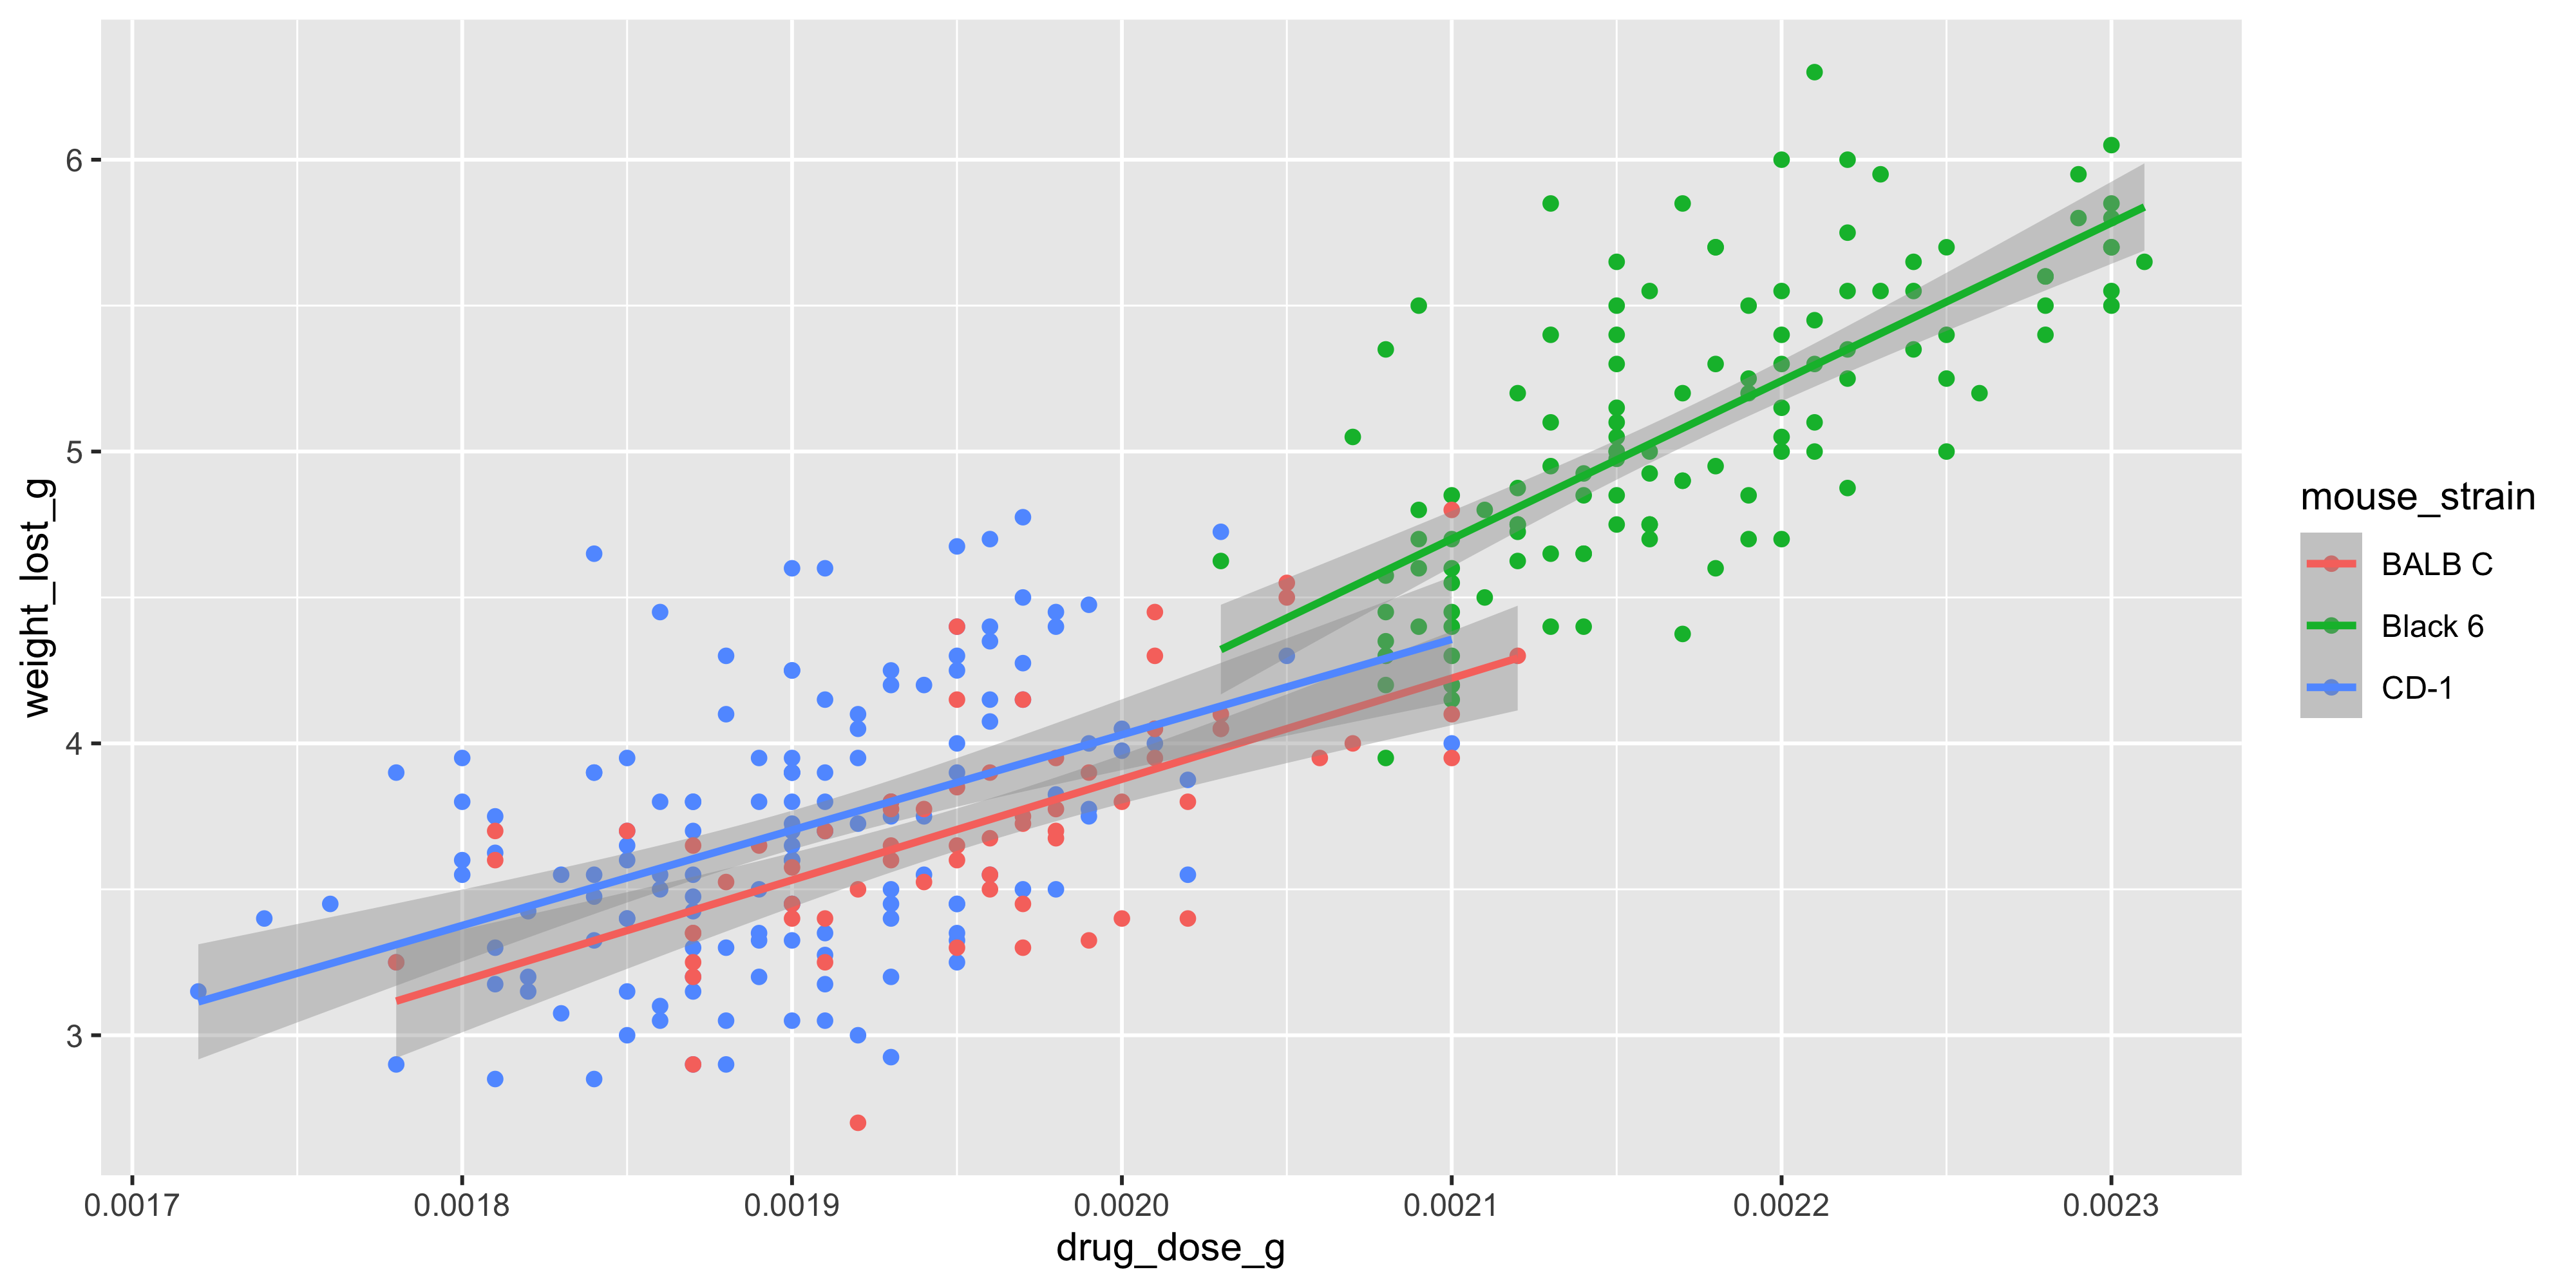 weight_lost_g
6
5
4
3
0.0017 0.0018 0.0019 0.0020 0.0021 0.0022 0.0023
drug_dose_g
mouse_strain
BALB C
Black 6
CD-1